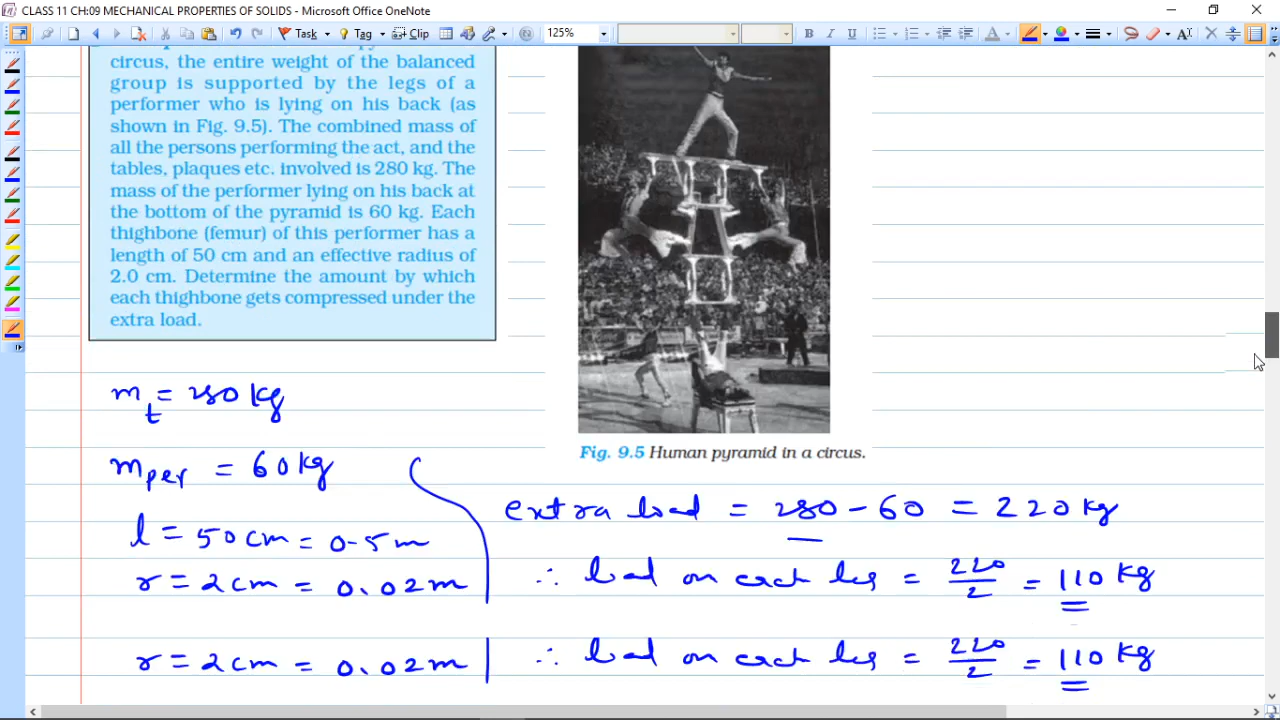 CLASS 11 CH:09 MECHANICAL PROPERTIES OF SOLIDS - Microsoft Office OneNote
Task Tag Clip 125% B I U
circus, the entire weight of the balanced
group is supported by the legs of a
performer who is lying on his back (as
shown in Fig. 9.5). The combined mass of
all the persons performing the act, and the
tables, plaques etc. involved is 280 kg. The
mass of the performer lying on his back at
the bottom of the pyramid is 60 kg. Each
thighbone (femur) of this performer has a
length of 50 cm and an effective radius of
2.0 cm. Determine the amount by which
each thighbone gets compressed under the
extra load.
Fig. 9.5 Human pyramid in a circus.
m_t = 280 kg
m_per = 60 kg
l = 50 cm = 0.5 m
r = 2 cm = 0.02 m
extra load = 280 - 60 = 220 kg
∴ load on each leg = 220/2 = 110 kg
r = 2 cm = 0.02 m
∴ load on each leg = 220/2 = 110 kg